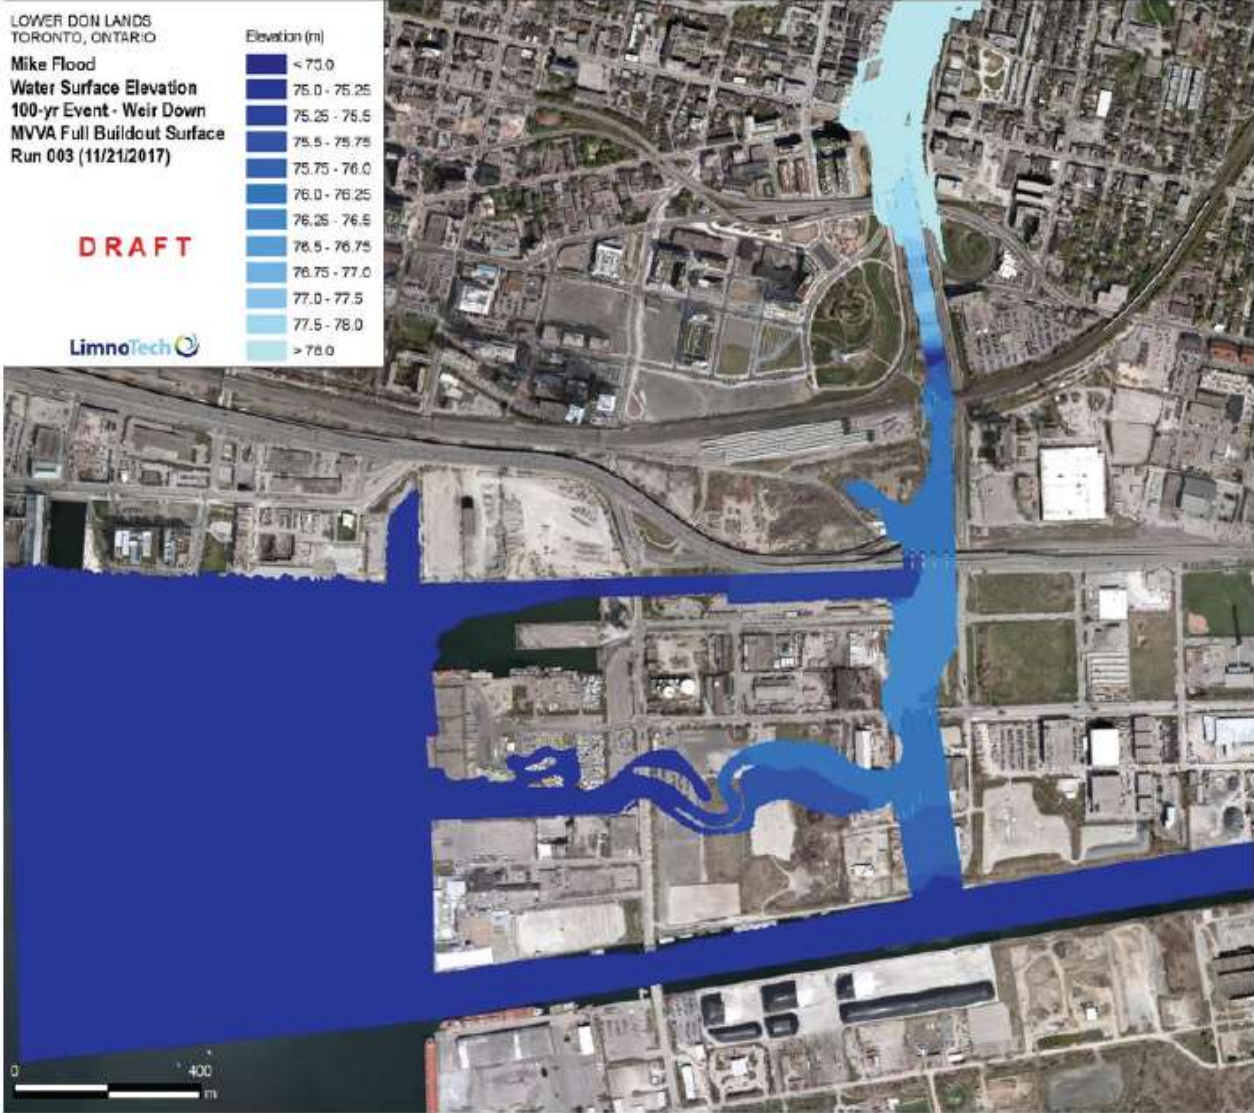 LOWER DON LANDS
TORONTO, ONTARIO
Mike Flood
Water Surface Elevation
100-yr Event - Weir Down
MVVA Full Buildout Surface
Run 003 (11/21/2017)
DRAFT
LimnoTech
Elevation (m)
< 75.0
75.0 - 75.25
75.25 - 75.5
75.5 - 75.75
75.75 - 76.0
76.0 - 76.25
76.25 - 76.5
76.5 - 76.75
76.75 - 77.0
77.0 - 77.5
77.5 - 78.0
> 78.0
0 400
m